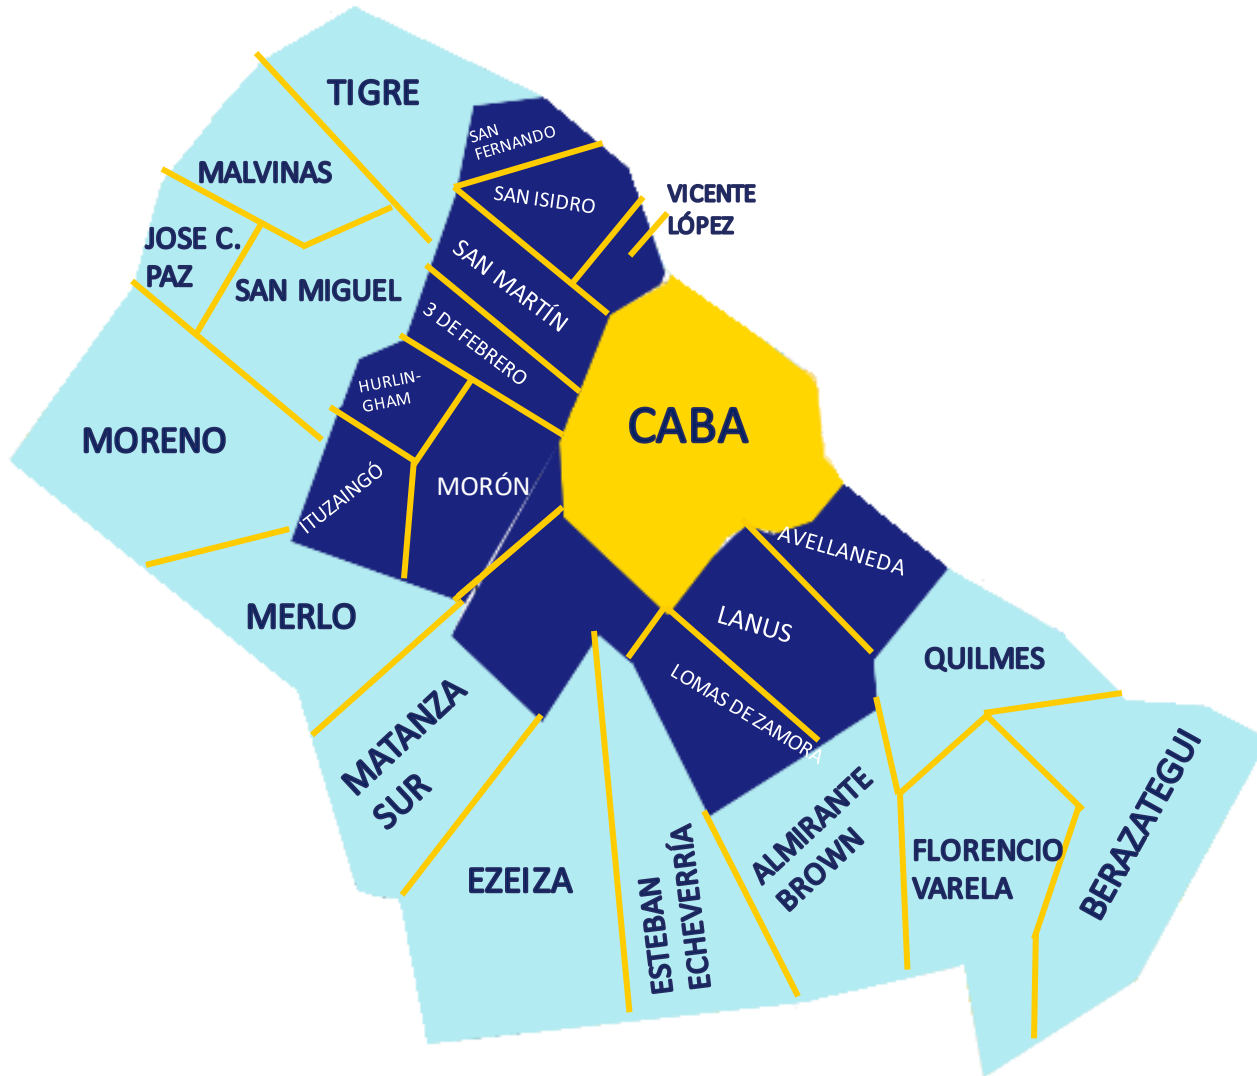 TIGRE
SAN
FERNANDO
MALVINAS
SAN ISIDRO
VICENTE
LÓPEZ
JOSE C.
PAZ
SAN MIGUEL
SAN MARTÍN
3 DE FEBRERO
HURLIN-
GHAM
CABA
MORENO
ITUZAINGÓ
MORÓN
AVELLANEDA
MERLO
LANUS
QUILMES
LOMAS DE ZAMORA
MATANZA
SUR
EZEIZA
ESTEBAN
ECHEVERRÍA
ALMIRANTE
BROWN
FLORENCIO
VARELA
BERAZATEGUI